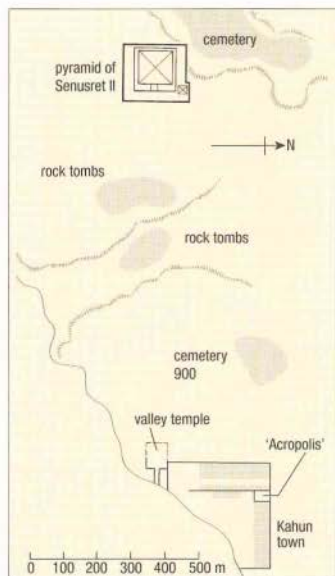 cemetery
pyramid of
Senusret II
N
rock tombs
rock tombs
cemetery
900
valley temple
'Acropolis'
Kahun
town
0 100 200 300 400 500 m